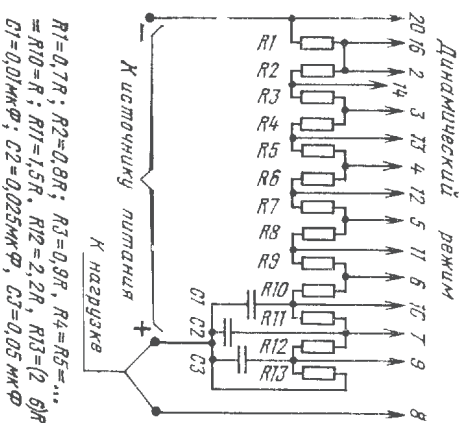 Динамический режим
20
16
2
14
3
13
4
12
5
11
6
10
7
9
8
R1
R2
R3
R4
R5
R6
R7
R8
R9
R10
R11
R12
R13
C1
C2
C3
−
К источнику питания
+
К нагрузке
R1=0,7R; R2=0,8R; R3=0,9R, R4=R5=...
=R10=R; R11=1,5R, R12=2,2R, R13=(2 6)R
C1=0,01мкФ; C2=0,025мкФ, C3=0,05 мкФ